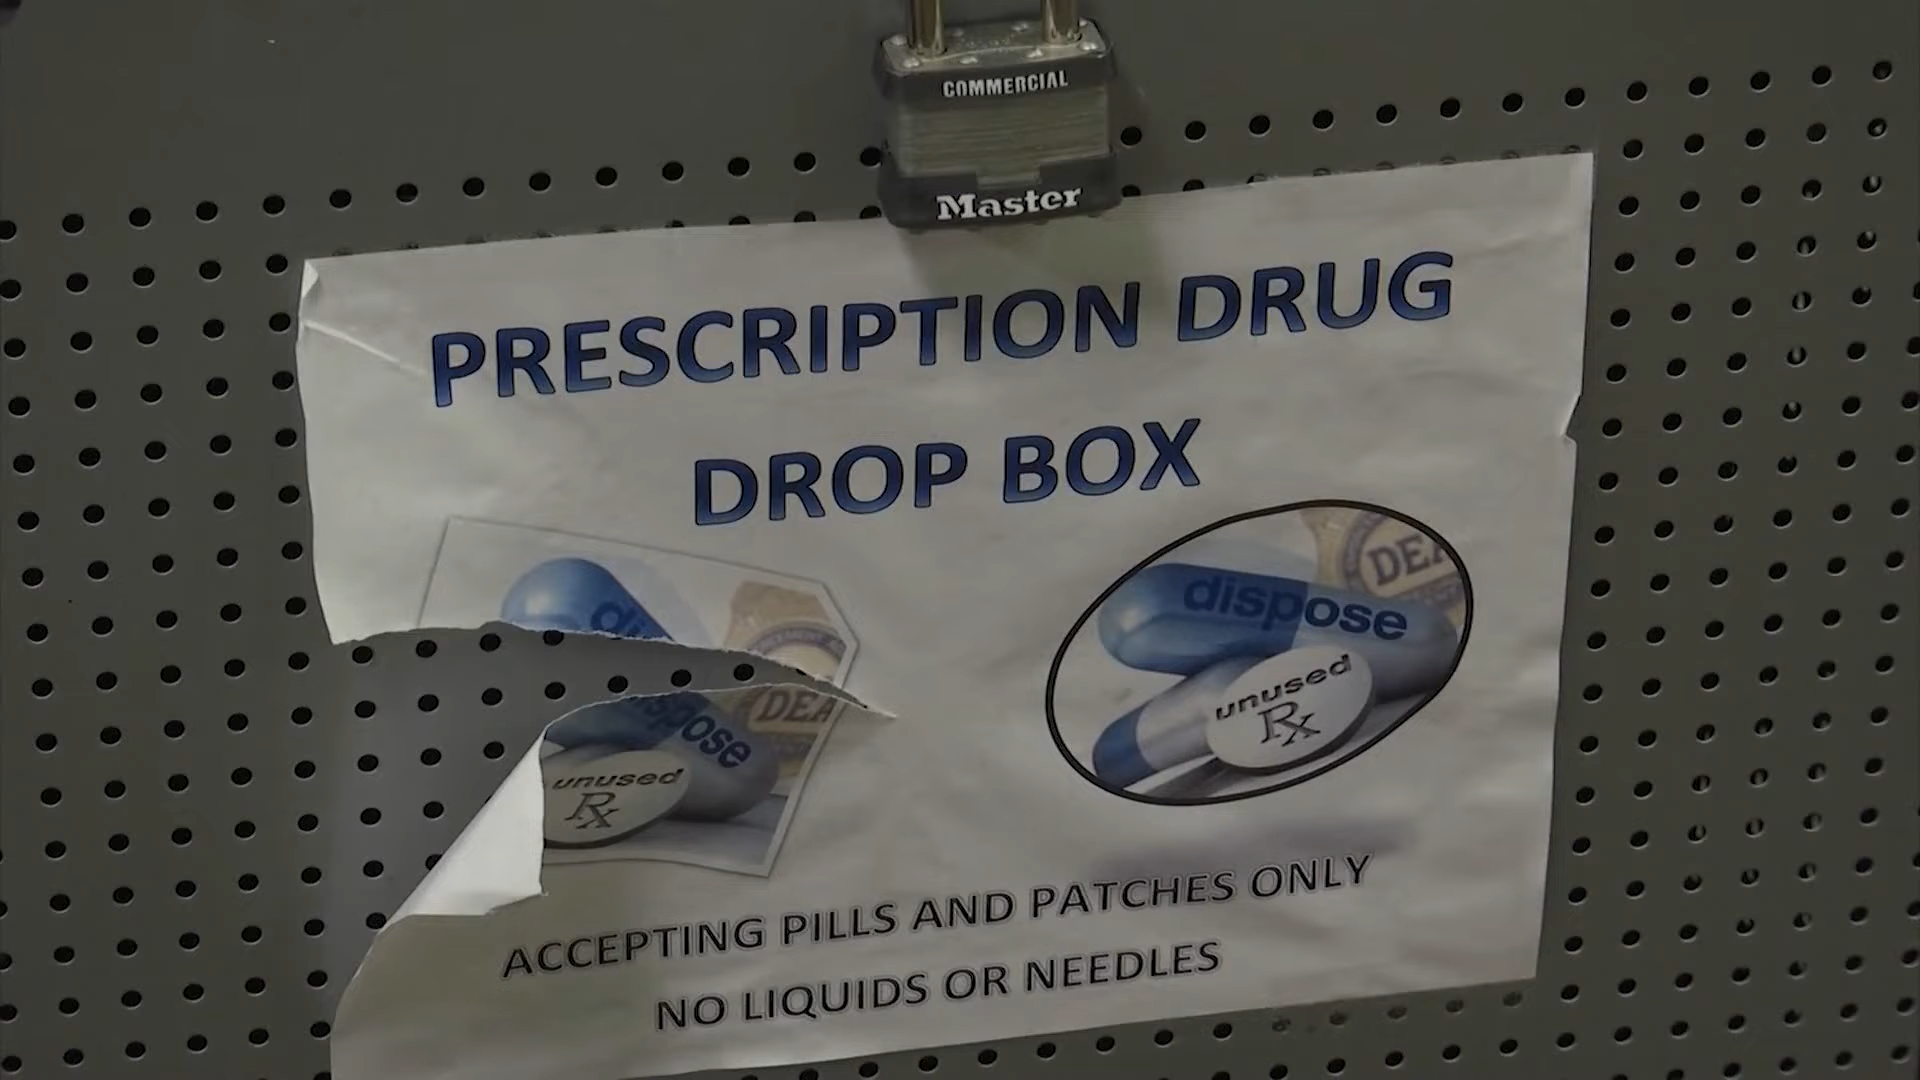 COMMERCIAL
Master
PRESCRIPTION DRUG
DROP BOX
DEA
dispose
unused
Rx
DEA
dispose
unused
Rx
ACCEPTING PILLS AND PATCHES ONLY
NO LIQUIDS OR NEEDLES